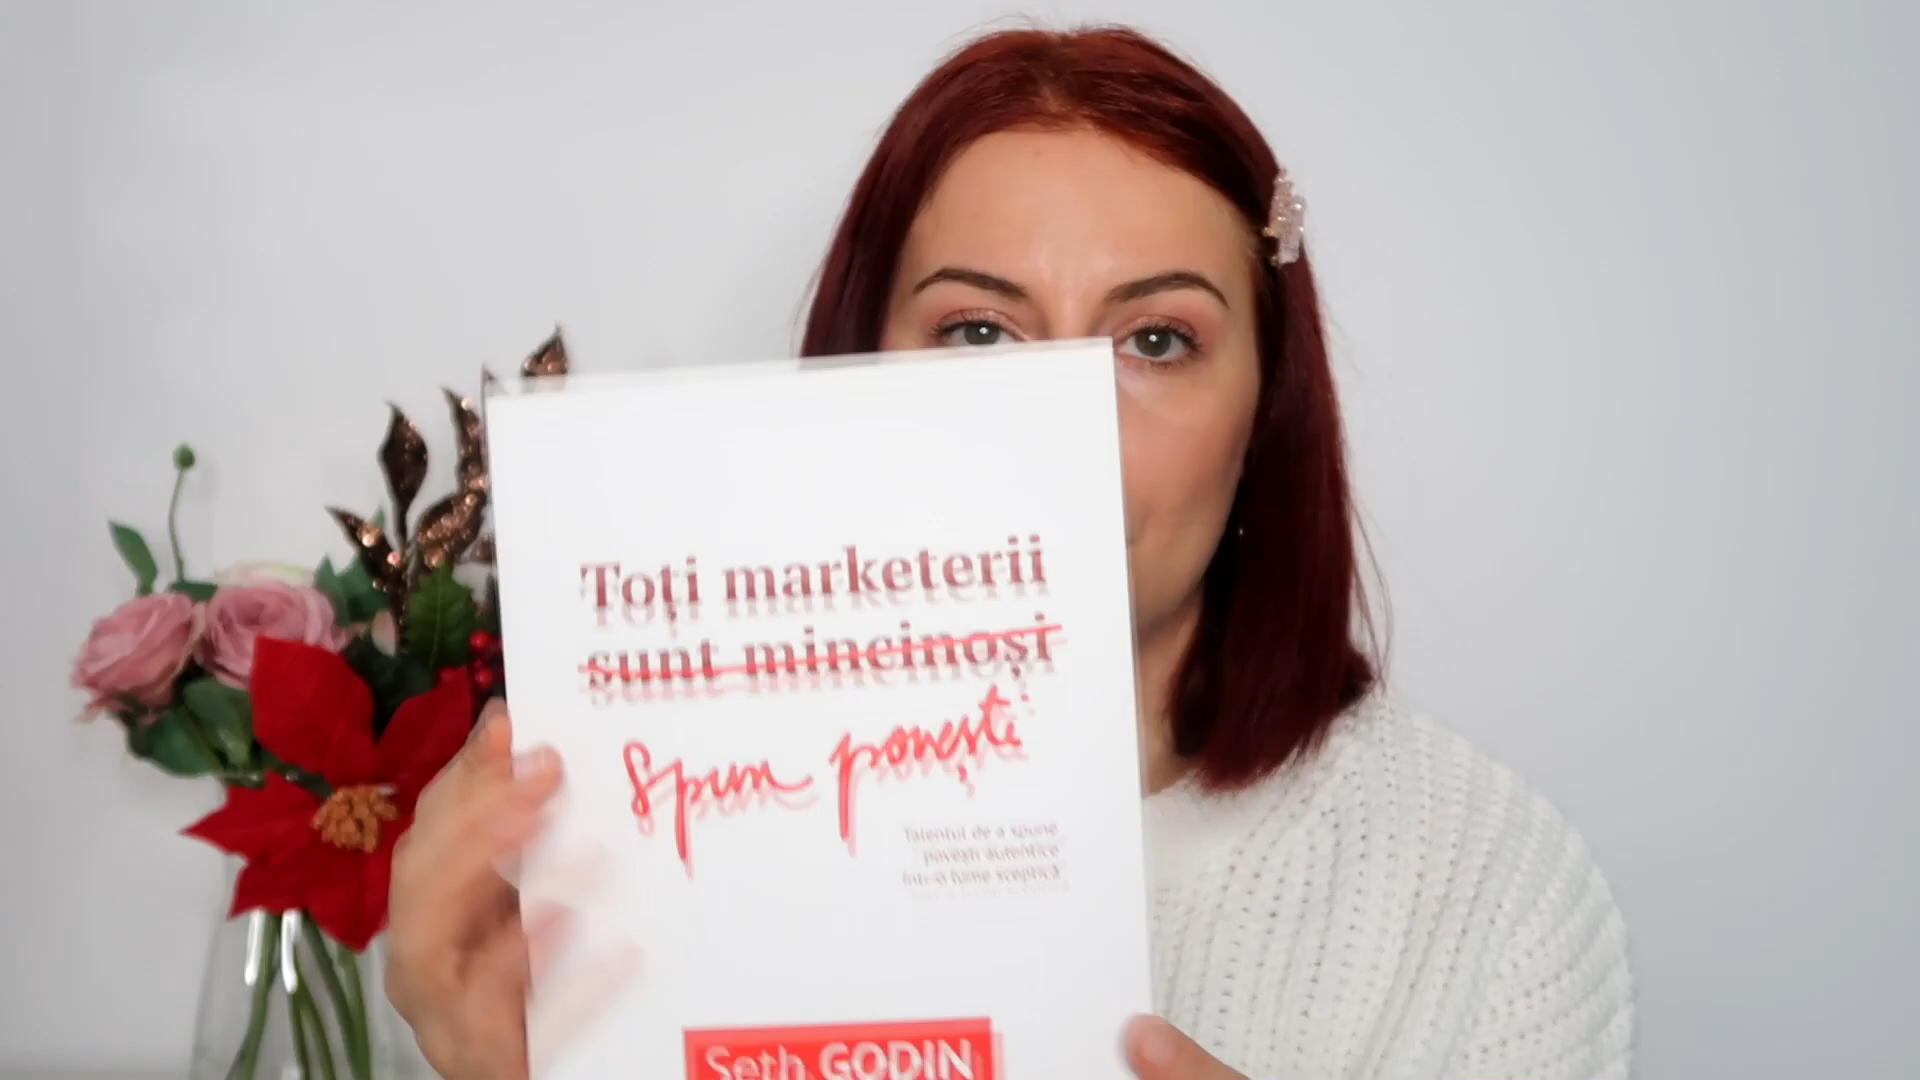 Toți marketerii
sunt mincinoși
Spun povești
Talentul de a spune
povești autentice
într-o lume sceptică
Seth GODIN